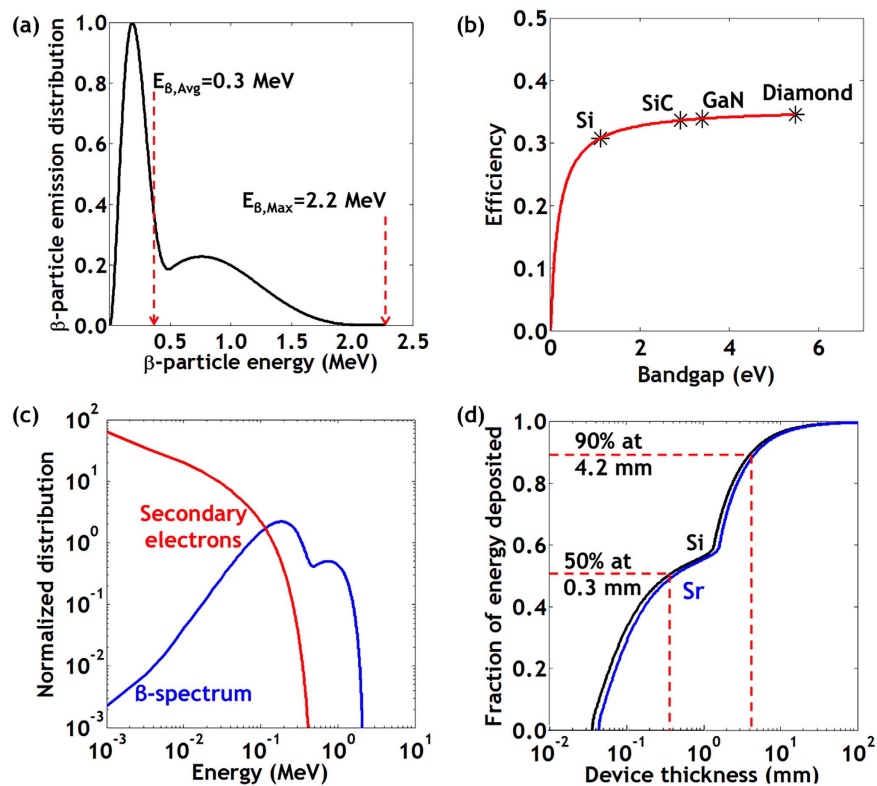 (a)
β-particle emission distribution
1.0
0.8
0.6
0.4
0.2
0.0
E_β,Avg=0.3 MeV
E_β,Max=2.2 MeV
0.5
1.0
1.5
2.0
2.5
β-particle energy (MeV)
(b)
Efficiency
0.5
0.4
0.3
0.2
0.1
0.0
Si
SiC
GaN
Diamond
0
2
4
6
Bandgap (eV)
(c)
Normalized distribution
10^2
10^1
10^0
10^-1
10^-2
10^-3
Secondary
electrons
β-spectrum
10^-3
10^-2
10^-1
10^0
10^1
Energy (MeV)
(d)
Fraction of energy deposited
1.0
0.8
0.6
0.4
0.2
0.0
90% at
4.2 mm
50% at
0.3 mm
Si
Sr
10^-2
10^-1
10^0
10^1
10^2
Device thickness (mm)